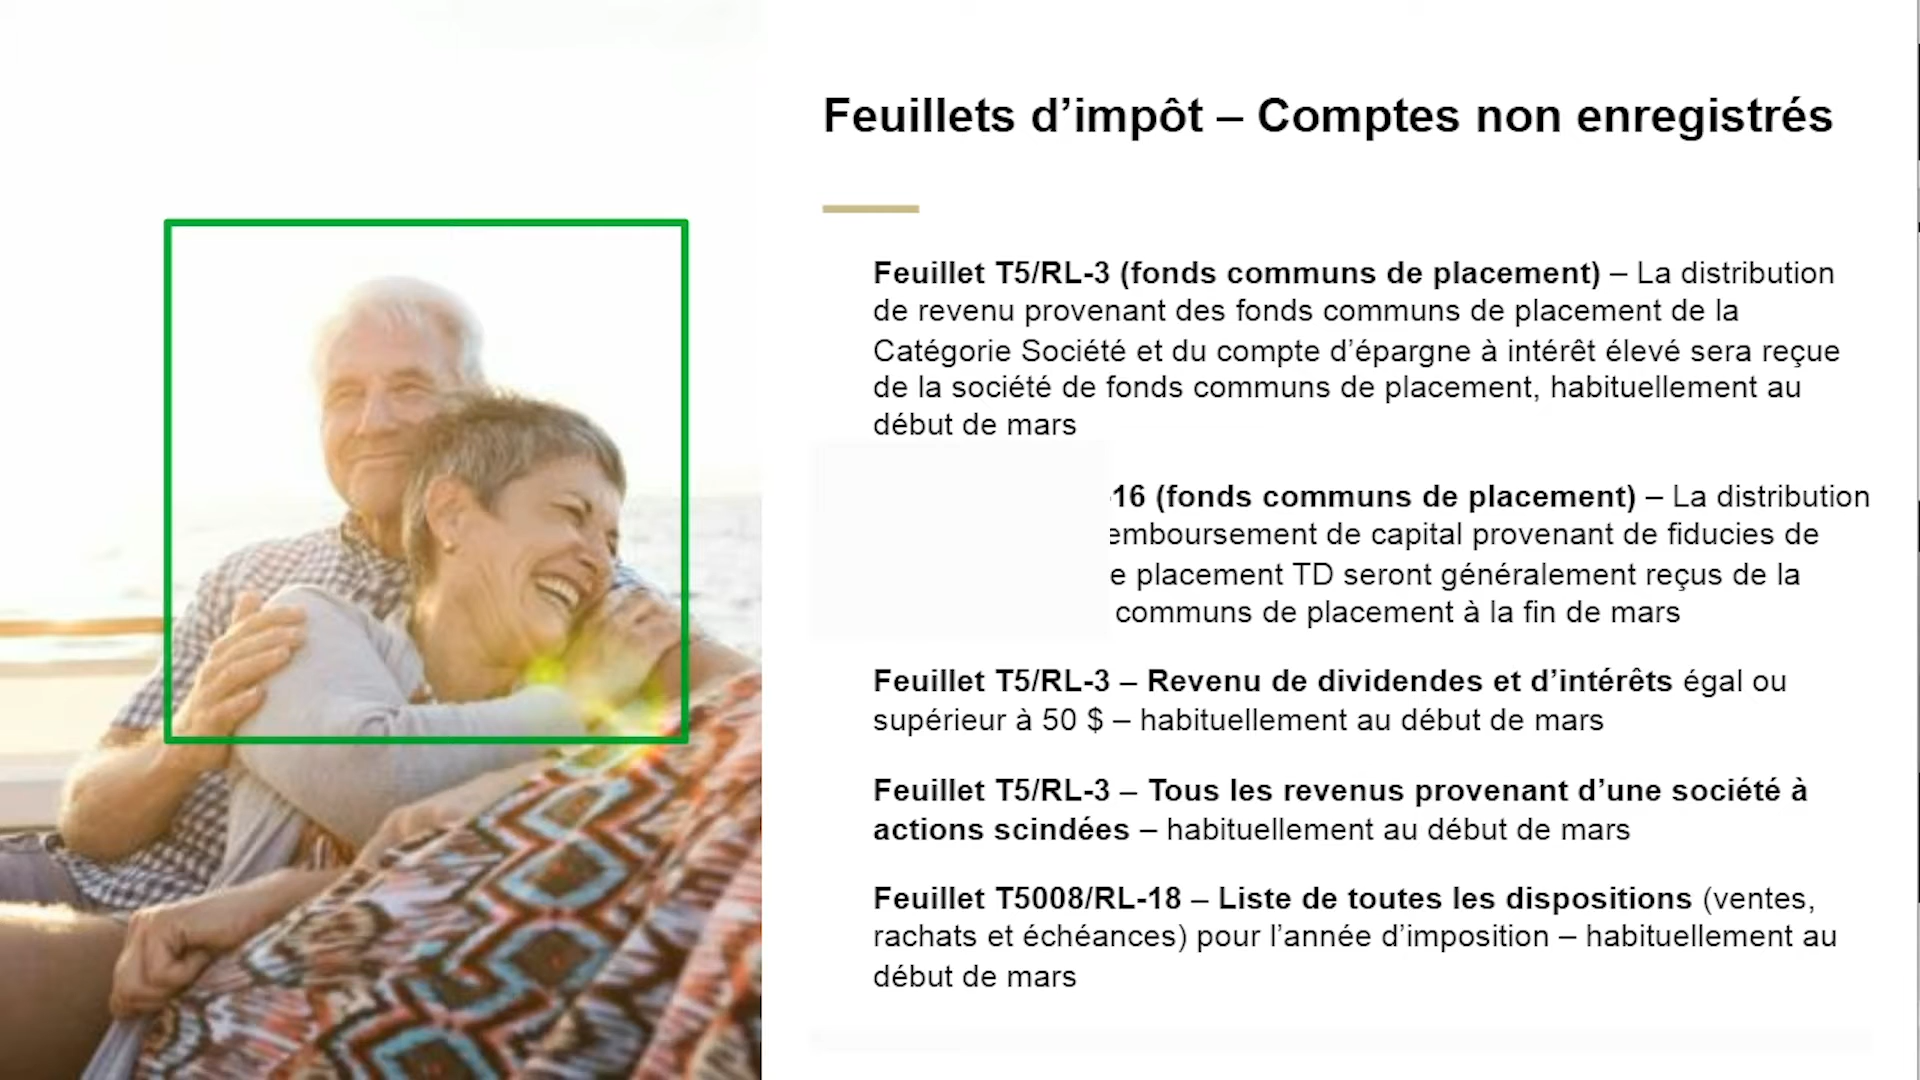 Feuillets d’impôt – Comptes non enregistrés
Feuillet T5/RL-3 (fonds communs de placement) – La distribution
de revenu provenant des fonds communs de placement de la
Catégorie Société et du compte d’épargne à intérêt élevé sera reçue
de la société de fonds communs de placement, habituellement au
début de mars
16 (fonds communs de placement) – La distribution
emboursement de capital provenant de fiducies de
e placement TD seront généralement reçus de la
communs de placement à la fin de mars
Feuillet T5/RL-3 – Revenu de dividendes et d’intérêts égal ou
supérieur à 50 $ – habituellement au début de mars
Feuillet T5/RL-3 – Tous les revenus provenant d’une société à
actions scindées – habituellement au début de mars
Feuillet T5008/RL-18 – Liste de toutes les dispositions (ventes,
rachats et échéances) pour l’année d’imposition – habituellement au
début de mars